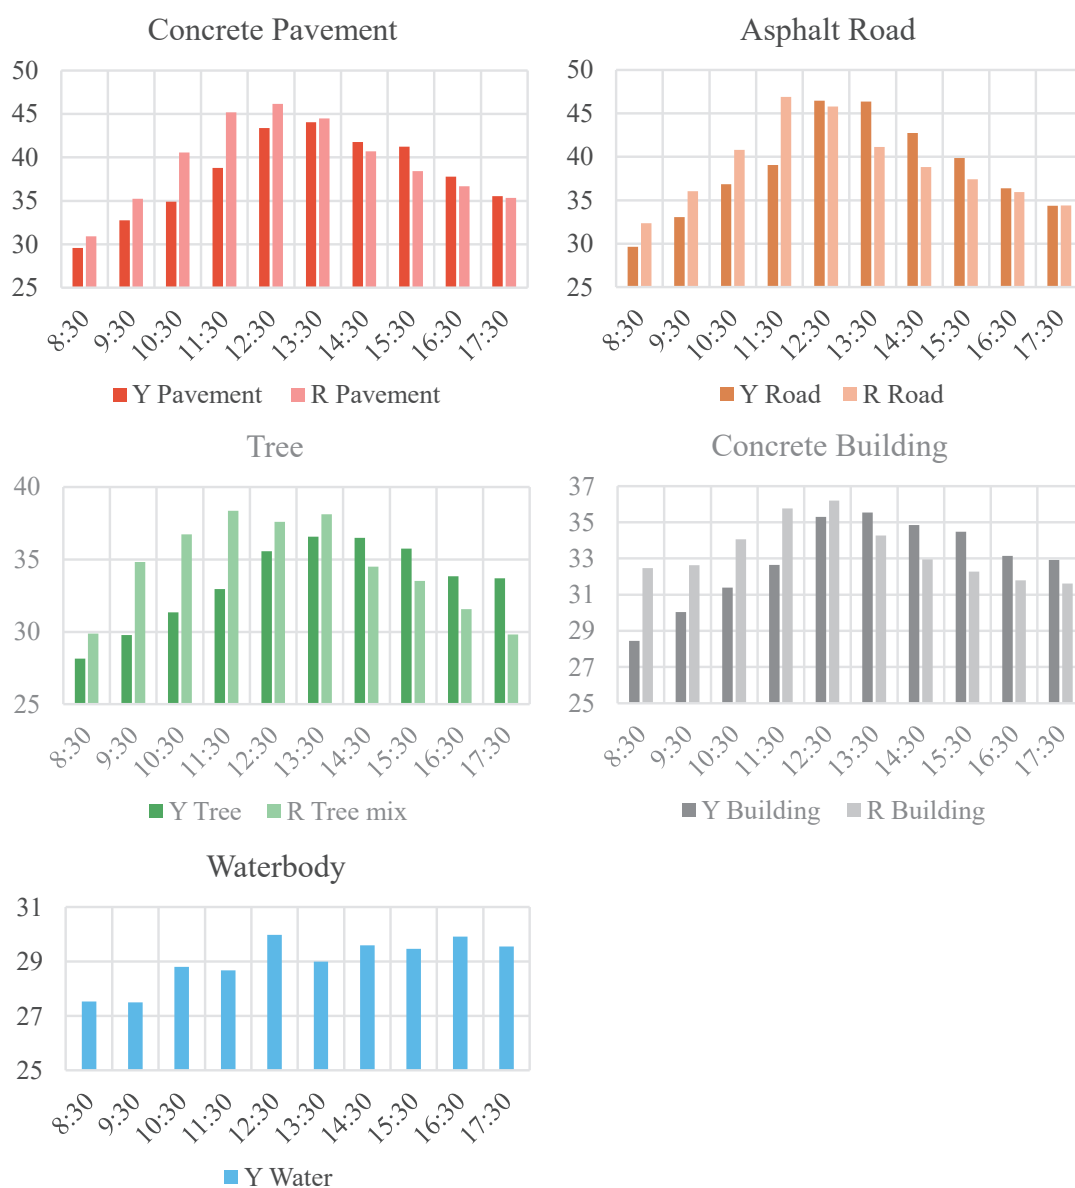 Concrete Pavement
50
45
40
35
30
25
8:30 9:30 10:30 11:30 12:30 13:30 14:30 15:30 16:30 17:30
Y Pavement R Pavement
Asphalt Road
50
45
40
35
30
25
8:30 9:30 10:30 11:30 12:30 13:30 14:30 15:30 16:30 17:30
Y Road R Road
Tree
40
35
30
25
8:30 9:30 10:30 11:30 12:30 13:30 14:30 15:30 16:30 17:30
Y Tree R Tree mix
Concrete Building
37
35
33
31
29
27
25
8:30 9:30 10:30 11:30 12:30 13:30 14:30 15:30 16:30 17:30
Y Building R Building
Waterbody
31
29
27
25
8:30 9:30 10:30 11:30 12:30 13:30 14:30 15:30 16:30 17:30
Y Water